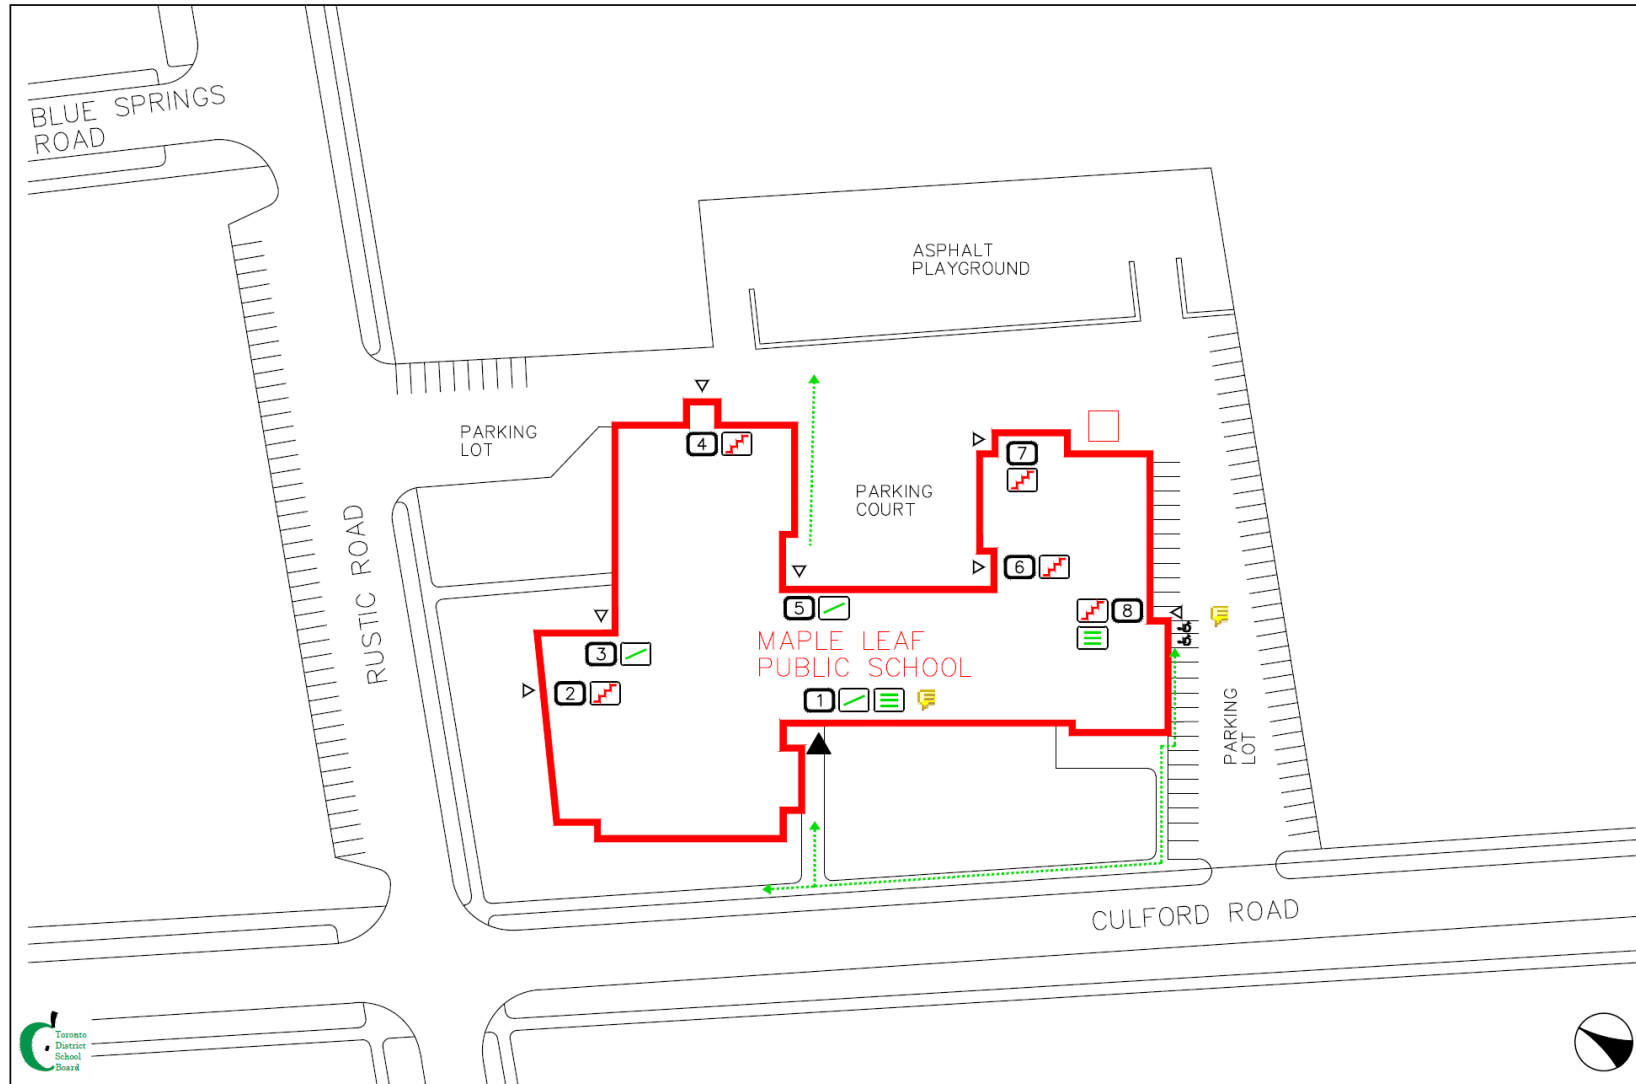 BLUE SPRINGS
ROAD
ASPHALT
PLAYGROUND
PARKING
LOT
4
7
PARKING
COURT
RUSTIC ROAD
6
5
8
MAPLE LEAF
PUBLIC SCHOOL
3
2
1
PARKING
LOT
CULFORD ROAD
Toronto
District
School
Board